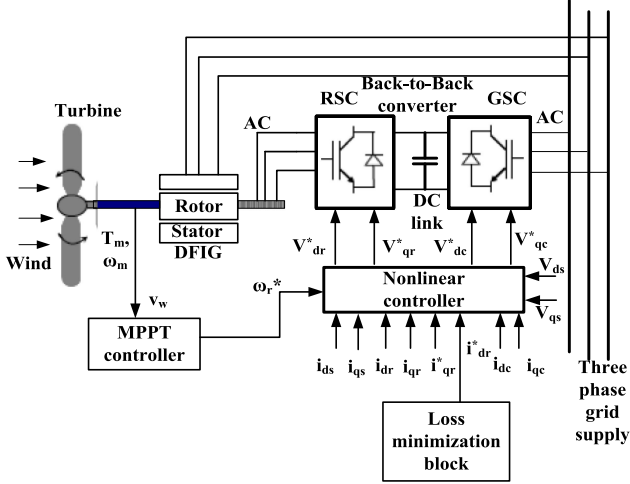 Back-to-Back
converter
RSC
GSC
Turbine
AC
AC
Rotor
Stator
DFIG
DC
link
Wind
Tm,
ωm
vw
V*dr
V*qr
V*dc
V*qc
Vds
Vqs
ωr*
Nonlinear
controller
MPPT
controller
ids
iqs
idr
iqr
i*qr
i*dr
idc
iqc
Three
phase
grid
supply
Loss
minimization
block